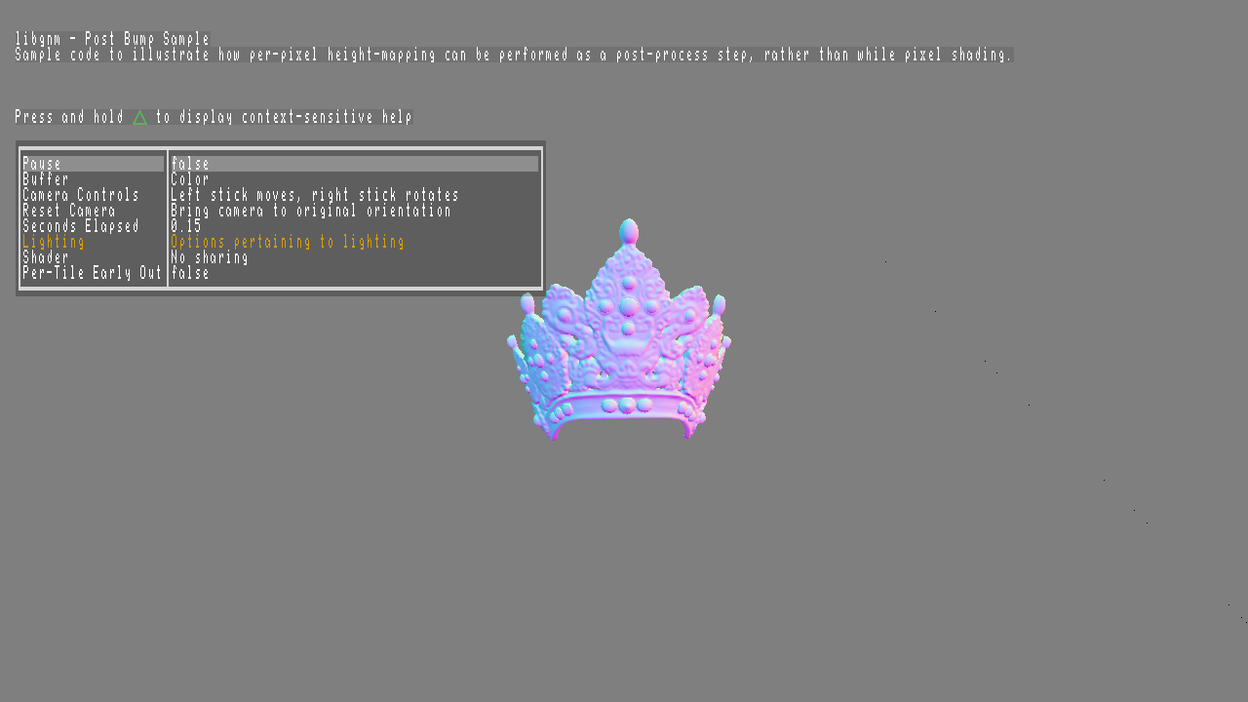 libgnm - Post Bump Sample
Sample code to illustrate how per-pixel height-mapping can be performed as a post-process step, rather than while pixel shading.
Press and hold △ to display context-sensitive help
Pause false
Buffer Color
Camera Controls Left stick moves, right stick rotates
Reset Camera Bring camera to original orientation
Seconds Elapsed 0.15
Lighting Options pertaining to lighting
Shader No sharing
Per-Tile Early Out false